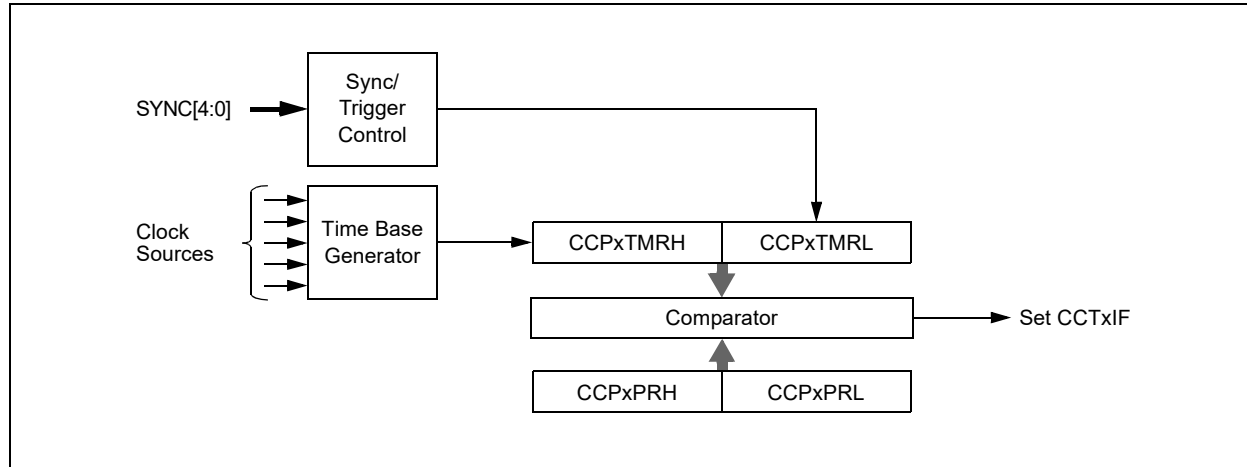 SYNC[4:0]
Sync/
Trigger
Control
Clock
Sources
Time Base
Generator
CCPxTMRH
CCPxTMRL
Comparator
Set CCTxIF
CCPxPRH
CCPxPRL